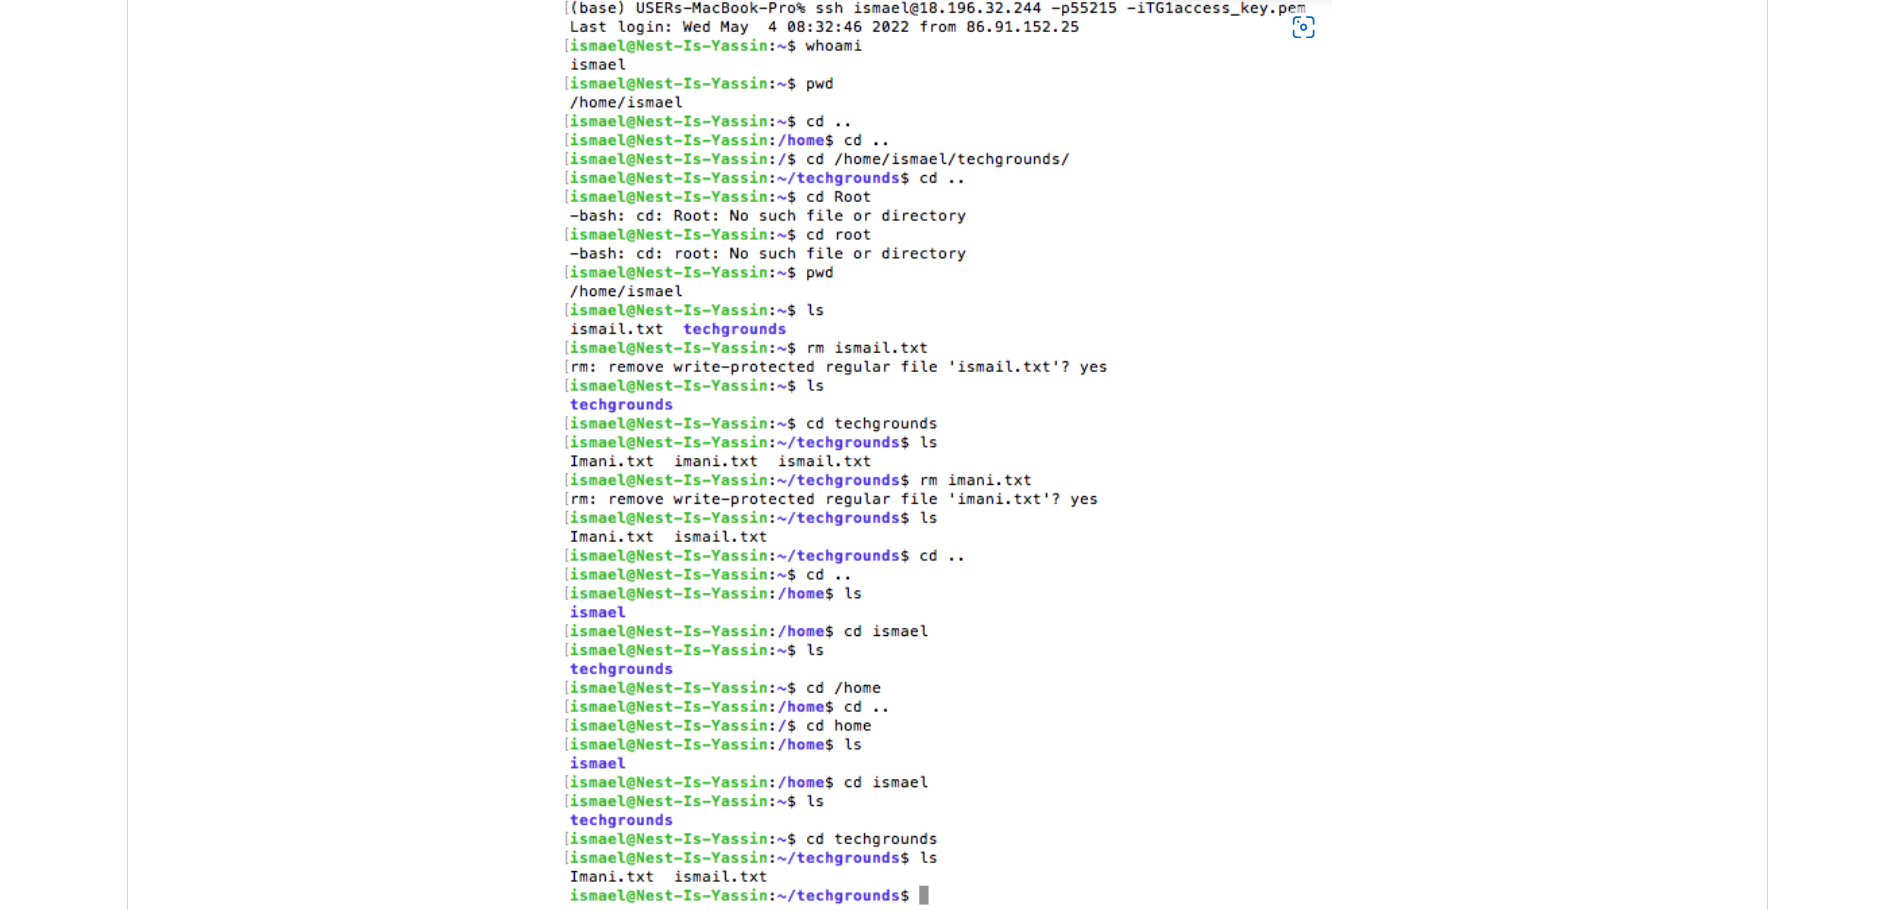 [(base) USERs-MacBook-Pro% ssh ismael@18.196.32.244 -p55215 -iTG1access_key.pem
Last login: Wed May  4 08:32:46 2022 from 86.91.152.25
[ismael@Nest-Is-Yassin:~$ whoami
ismael
[ismael@Nest-Is-Yassin:~$ pwd
/home/ismael
[ismael@Nest-Is-Yassin:~$ cd ..
[ismael@Nest-Is-Yassin:/home$ cd ..
[ismael@Nest-Is-Yassin:/$ cd /home/ismael/techgrounds/
[ismael@Nest-Is-Yassin:~/techgrounds$ cd ..
[ismael@Nest-Is-Yassin:~$ cd Root
-bash: cd: Root: No such file or directory
[ismael@Nest-Is-Yassin:~$ cd root
-bash: cd: root: No such file or directory
[ismael@Nest-Is-Yassin:~$ pwd
/home/ismael
[ismael@Nest-Is-Yassin:~$ ls
ismail.txt  techgrounds
[ismael@Nest-Is-Yassin:~$ rm ismail.txt
[rm: remove write-protected regular file 'ismail.txt'? yes
[ismael@Nest-Is-Yassin:~$ ls
techgrounds
[ismael@Nest-Is-Yassin:~$ cd techgrounds
[ismael@Nest-Is-Yassin:~/techgrounds$ ls
Imani.txt  imani.txt  ismail.txt
[ismael@Nest-Is-Yassin:~/techgrounds$ rm imani.txt
[rm: remove write-protected regular file 'imani.txt'? yes
[ismael@Nest-Is-Yassin:~/techgrounds$ ls
Imani.txt  ismail.txt
[ismael@Nest-Is-Yassin:~/techgrounds$ cd ..
[ismael@Nest-Is-Yassin:~$ cd ..
[ismael@Nest-Is-Yassin:/home$ ls
ismael
[ismael@Nest-Is-Yassin:/home$ cd ismael
[ismael@Nest-Is-Yassin:~$ ls
techgrounds
[ismael@Nest-Is-Yassin:~$ cd /home
[ismael@Nest-Is-Yassin:/home$ cd ..
[ismael@Nest-Is-Yassin:/$ cd home
[ismael@Nest-Is-Yassin:/home$ ls
ismael
[ismael@Nest-Is-Yassin:/home$ cd ismael
[ismael@Nest-Is-Yassin:~$ ls
techgrounds
[ismael@Nest-Is-Yassin:~$ cd techgrounds
[ismael@Nest-Is-Yassin:~/techgrounds$ ls
Imani.txt  ismail.txt
ismael@Nest-Is-Yassin:~/techgrounds$